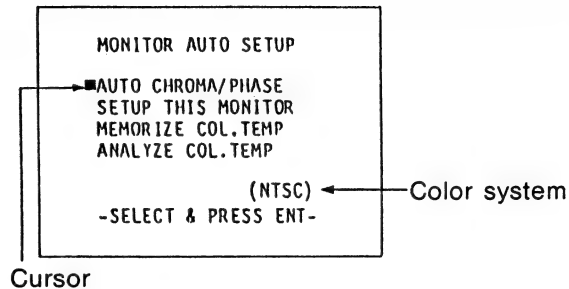 MONITOR AUTO SETUP
■AUTO CHROMA/PHASE
SETUP THIS MONITOR
MEMORIZE COL.TEMP
ANALYZE COL.TEMP
(NTSC)
Color system
-SELECT & PRESS ENT-
Cursor